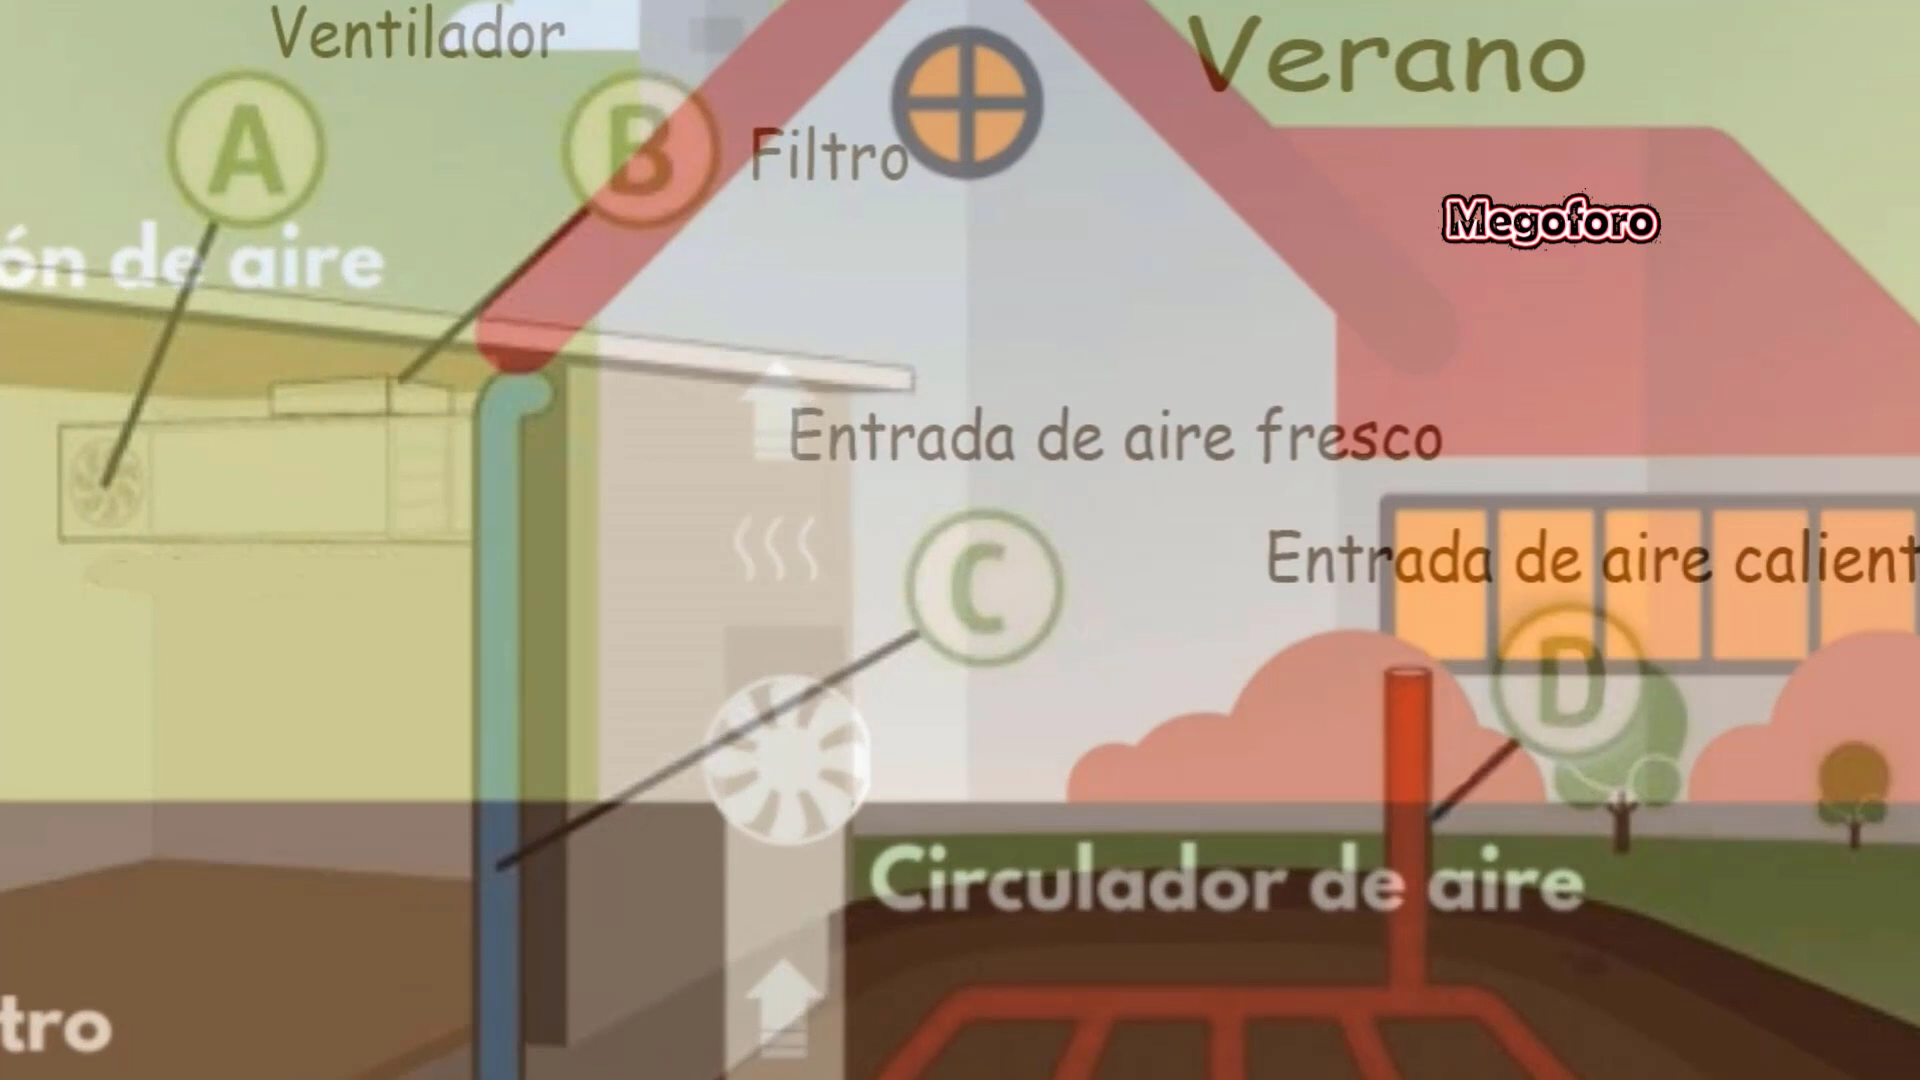 Ventilador
Verano
A
B
Filtro
Megoforo
ón de aire
Entrada de aire fresco
Entrada de aire calient
C
D
Circulador de aire
tro